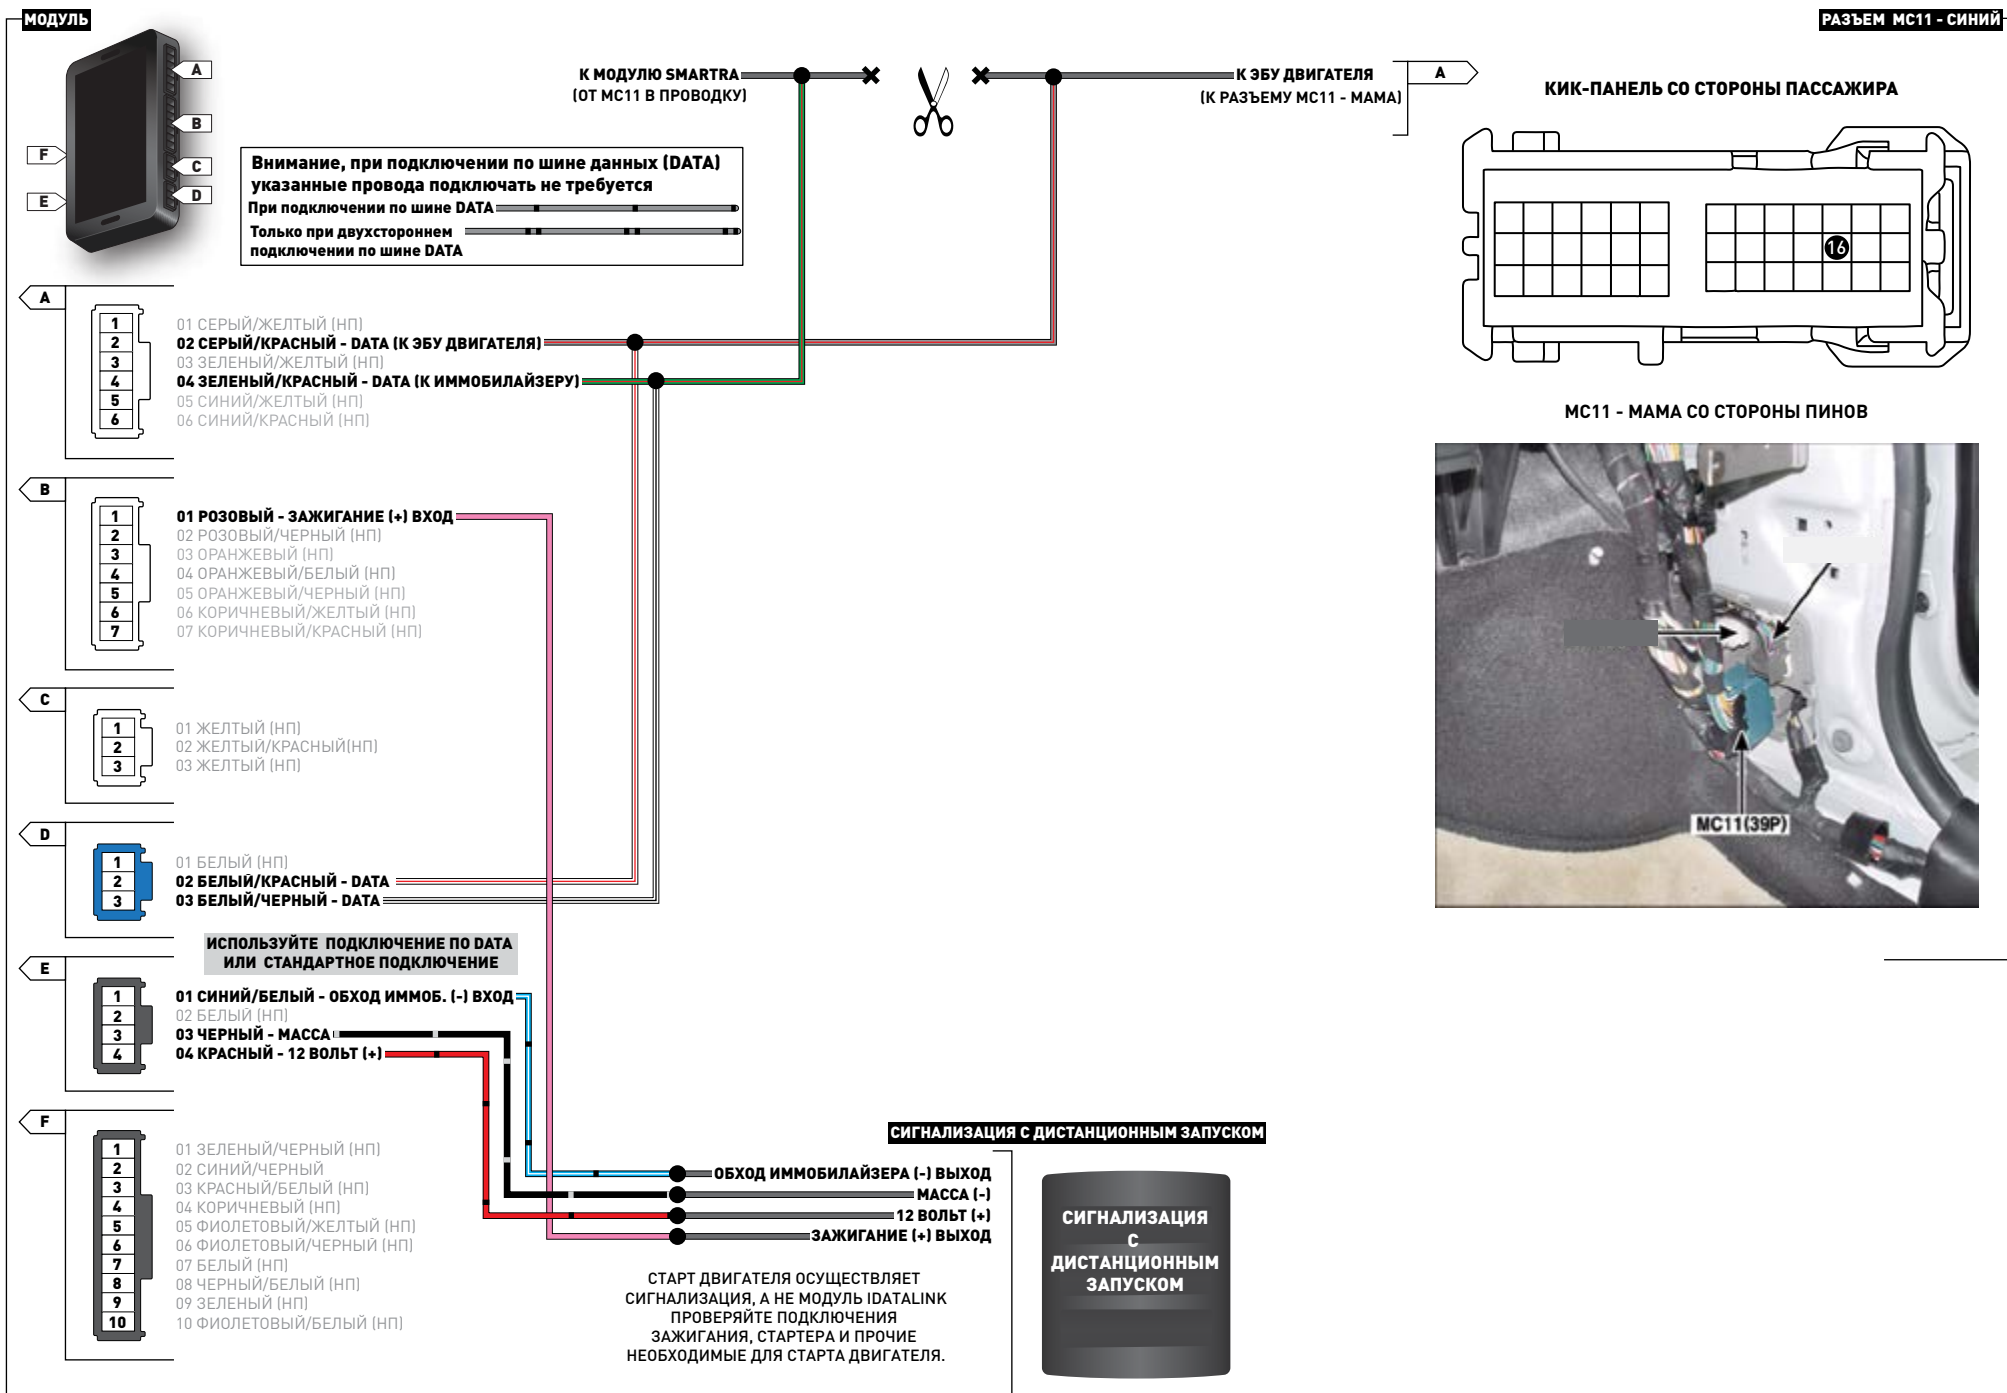 МОДУЛЬ
РАЗЪЕМ МС11 - СИНИЙ
A
B
C
D
F
E
К МОДУЛЮ SMARTRA
(ОТ МС11 В ПРОВОДКУ)
К ЭБУ ДВИГАТЕЛЯ
(К РАЗЪЕМУ МС11 - МАМА)
A
КИК-ПАНЕЛЬ СО СТОРОНЫ ПАССАЖИРА
16
МС11 - МАМА СО СТОРОНЫ ПИНОВ
MC11(39P)
Внимание, при подключении по шине данных (DATA)
указанные провода подключать не требуется
При подключении по шине DATA
Только при двухстороннем
подключении по шине DATA
A
1
2
3
4
5
6
01 СЕРЫЙ/ЖЕЛТЫЙ (НП)
02 СЕРЫЙ/КРАСНЫЙ - DATA (К ЭБУ ДВИГАТЕЛЯ)
03 ЗЕЛЕНЫЙ/ЖЕЛТЫЙ (НП)
04 ЗЕЛЕНЫЙ/КРАСНЫЙ - DATA (К ИММОБИЛАЙЗЕРУ)
05 СИНИЙ/ЖЕЛТЫЙ (НП)
06 СИНИЙ/КРАСНЫЙ (НП)
B
1
2
3
4
5
6
7
01 РОЗОВЫЙ - ЗАЖИГАНИЕ (+) ВХОД
02 РОЗОВЫЙ/ЧЕРНЫЙ (НП)
03 ОРАНЖЕВЫЙ (НП)
04 ОРАНЖЕВЫЙ/БЕЛЫЙ (НП)
05 ОРАНЖЕВЫЙ/ЧЕРНЫЙ (НП)
06 КОРИЧНЕВЫЙ/ЖЕЛТЫЙ (НП)
07 КОРИЧНЕВЫЙ/КРАСНЫЙ (НП)
C
1
2
3
01 ЖЕЛТЫЙ (НП)
02 ЖЕЛТЫЙ/КРАСНЫЙ(НП)
03 ЖЕЛТЫЙ (НП)
D
1
2
3
01 БЕЛЫЙ (НП)
02 БЕЛЫЙ/КРАСНЫЙ - DATA
03 БЕЛЫЙ/ЧЕРНЫЙ - DATA
ИСПОЛЬЗУЙТЕ ПОДКЛЮЧЕНИЕ ПО DATA
ИЛИ СТАНДАРТНОЕ ПОДКЛЮЧЕНИЕ
E
1
2
3
4
01 СИНИЙ/БЕЛЫЙ - ОБХОД ИММОБ. (-) ВХОД
02 БЕЛЫЙ (НП)
03 ЧЕРНЫЙ - МАССА
04 КРАСНЫЙ - 12 ВОЛЬТ (+)
F
1
2
3
4
5
6
7
8
9
10
01 ЗЕЛЕНЫЙ/ЧЕРНЫЙ (НП)
02 СИНИЙ/ЧЕРНЫЙ
03 КРАСНЫЙ/БЕЛЫЙ (НП)
04 КОРИЧНЕВЫЙ (НП)
05 ФИОЛЕТОВЫЙ/ЖЕЛТЫЙ (НП)
06 ФИОЛЕТОВЫЙ/ЧЕРНЫЙ (НП)
07 БЕЛЫЙ (НП)
08 ЧЕРНЫЙ/БЕЛЫЙ (НП)
09 ЗЕЛЕНЫЙ (НП)
10 ФИОЛЕТОВЫЙ/БЕЛЫЙ (НП)
СИГНАЛИЗАЦИЯ С ДИСТАНЦИОННЫМ ЗАПУСКОМ
ОБХОД ИММОБИЛАЙЗЕРА (-) ВЫХОД
МАССА (-)
12 ВОЛЬТ (+)
ЗАЖИГАНИЕ (+) ВЫХОД
СИГНАЛИЗАЦИЯ
С
ДИСТАНЦИОННЫМ
ЗАПУСКОМ
СТАРТ ДВИГАТЕЛЯ ОСУЩЕСТВЛЯЕТ
СИГНАЛИЗАЦИЯ, А НЕ МОДУЛЬ IDATALINK
ПРОВЕРЯЙТЕ ПОДКЛЮЧЕНИЯ
ЗАЖИГАНИЯ, СТАРТЕРА И ПРОЧИЕ
НЕОБХОДИМЫЕ ДЛЯ СТАРТА ДВИГАТЕЛЯ.